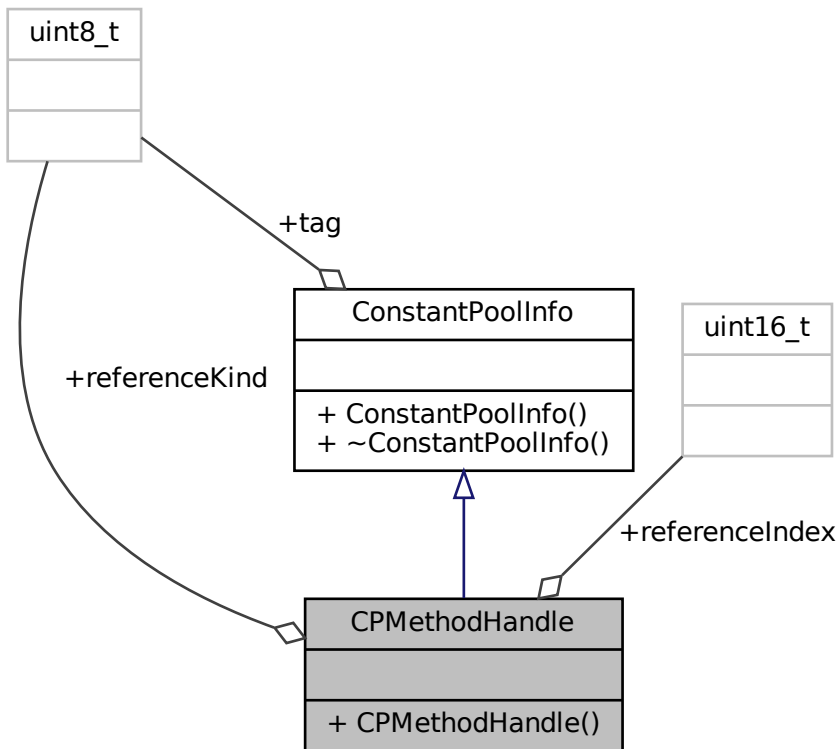 uint8_t
+tag
ConstantPoolInfo
+ ConstantPoolInfo()
+ ~ConstantPoolInfo()
uint16_t
+referenceKind
+referenceIndex
CPMethodHandle
+ CPMethodHandle()